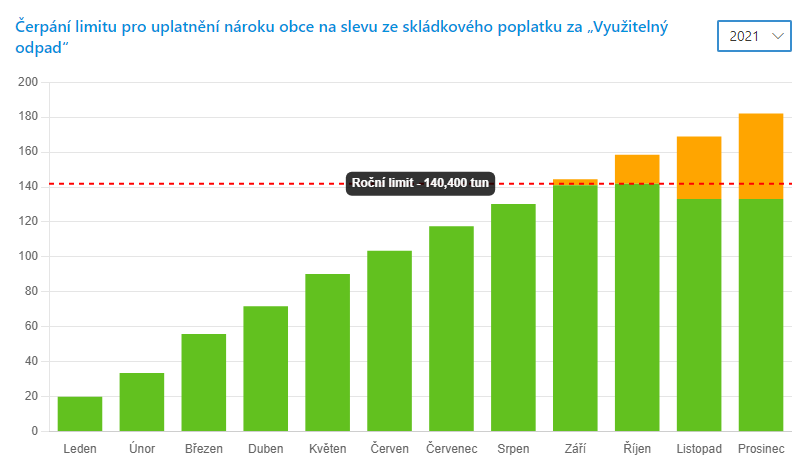 Čerpání limitu pro uplatnění nároku obce na slevu ze skládkového poplatku za „Využitelný
odpad“
2021
200
180
160
140
120
100
80
60
40
20
0
Roční limit - 140,400 tun
Leden
Únor
Březen
Duben
Květen
Červen
Červenec
Srpen
Září
Říjen
Listopad
Prosinec